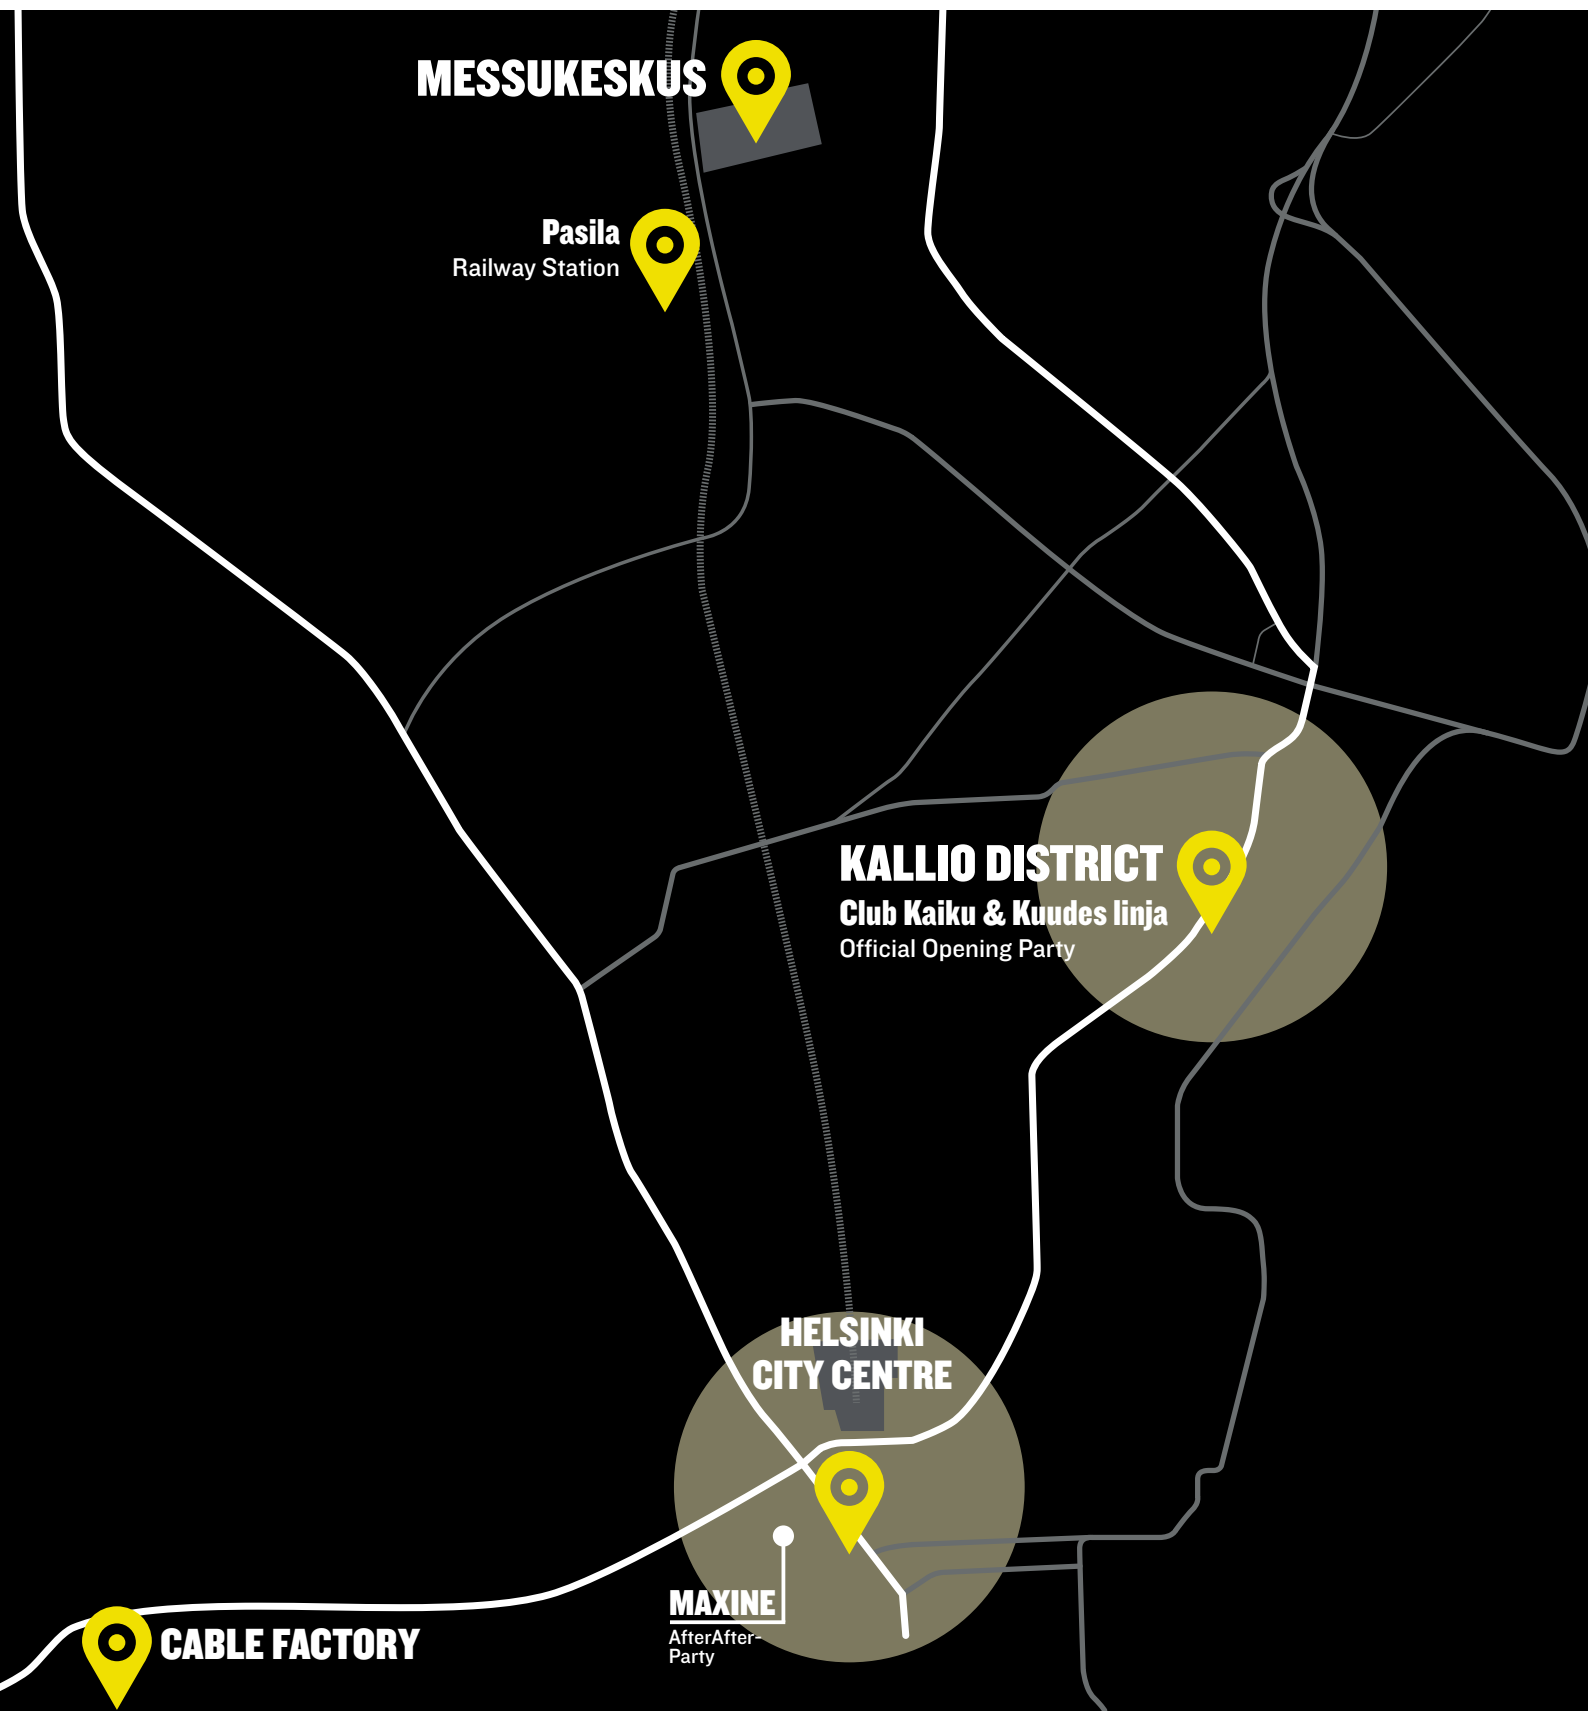 MESSUKESKUS
Pasila
Railway Station
KALLIO DISTRICT
Club Kaiku & Kuudes linja
Official Opening Party
HELSINKI
CITY CENTRE
MAXINE
AfterAfter-
Party
CABLE FACTORY